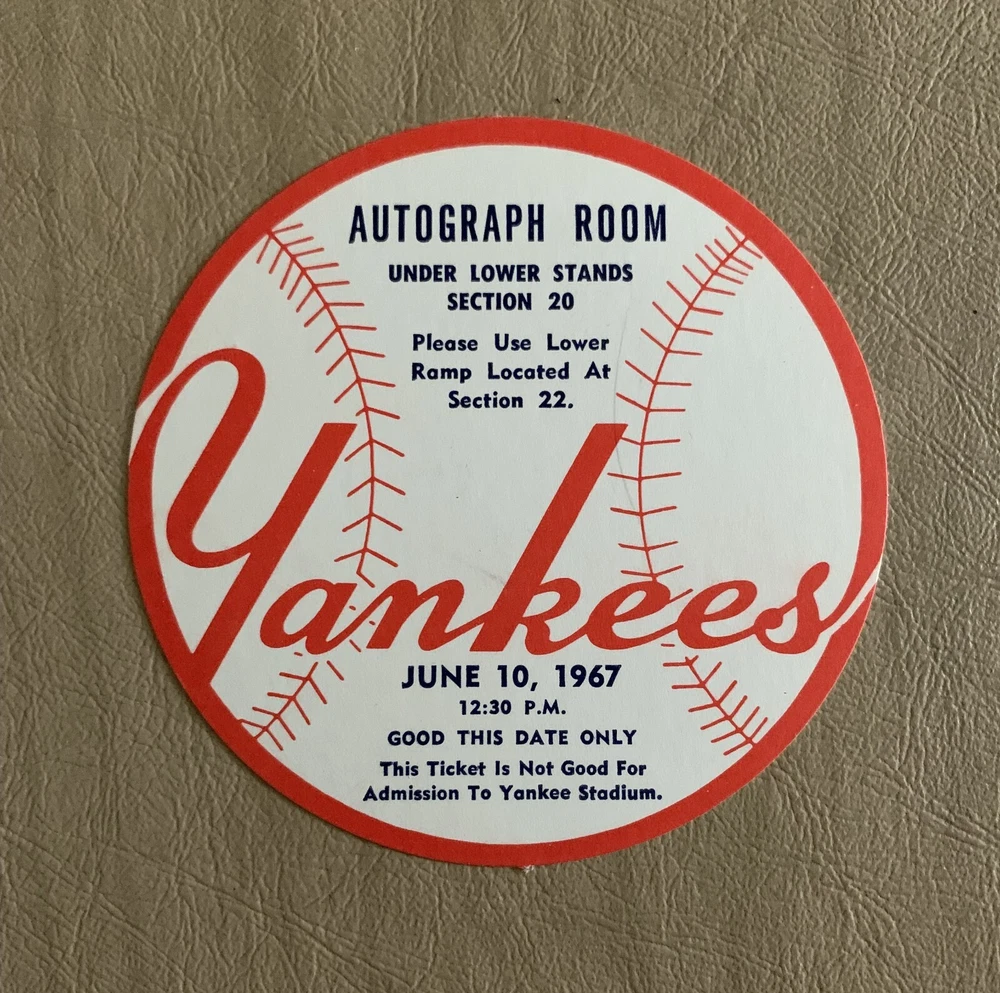 AUTOGRAPH ROOM
UNDER LOWER STANDS
SECTION 20
Please Use Lower
Ramp Located At
Section 22.
Yankees
JUNE 10, 1967
12:30 P.M.
GOOD THIS DATE ONLY
This Ticket Is Not Good For
Admission To Yankee Stadium.